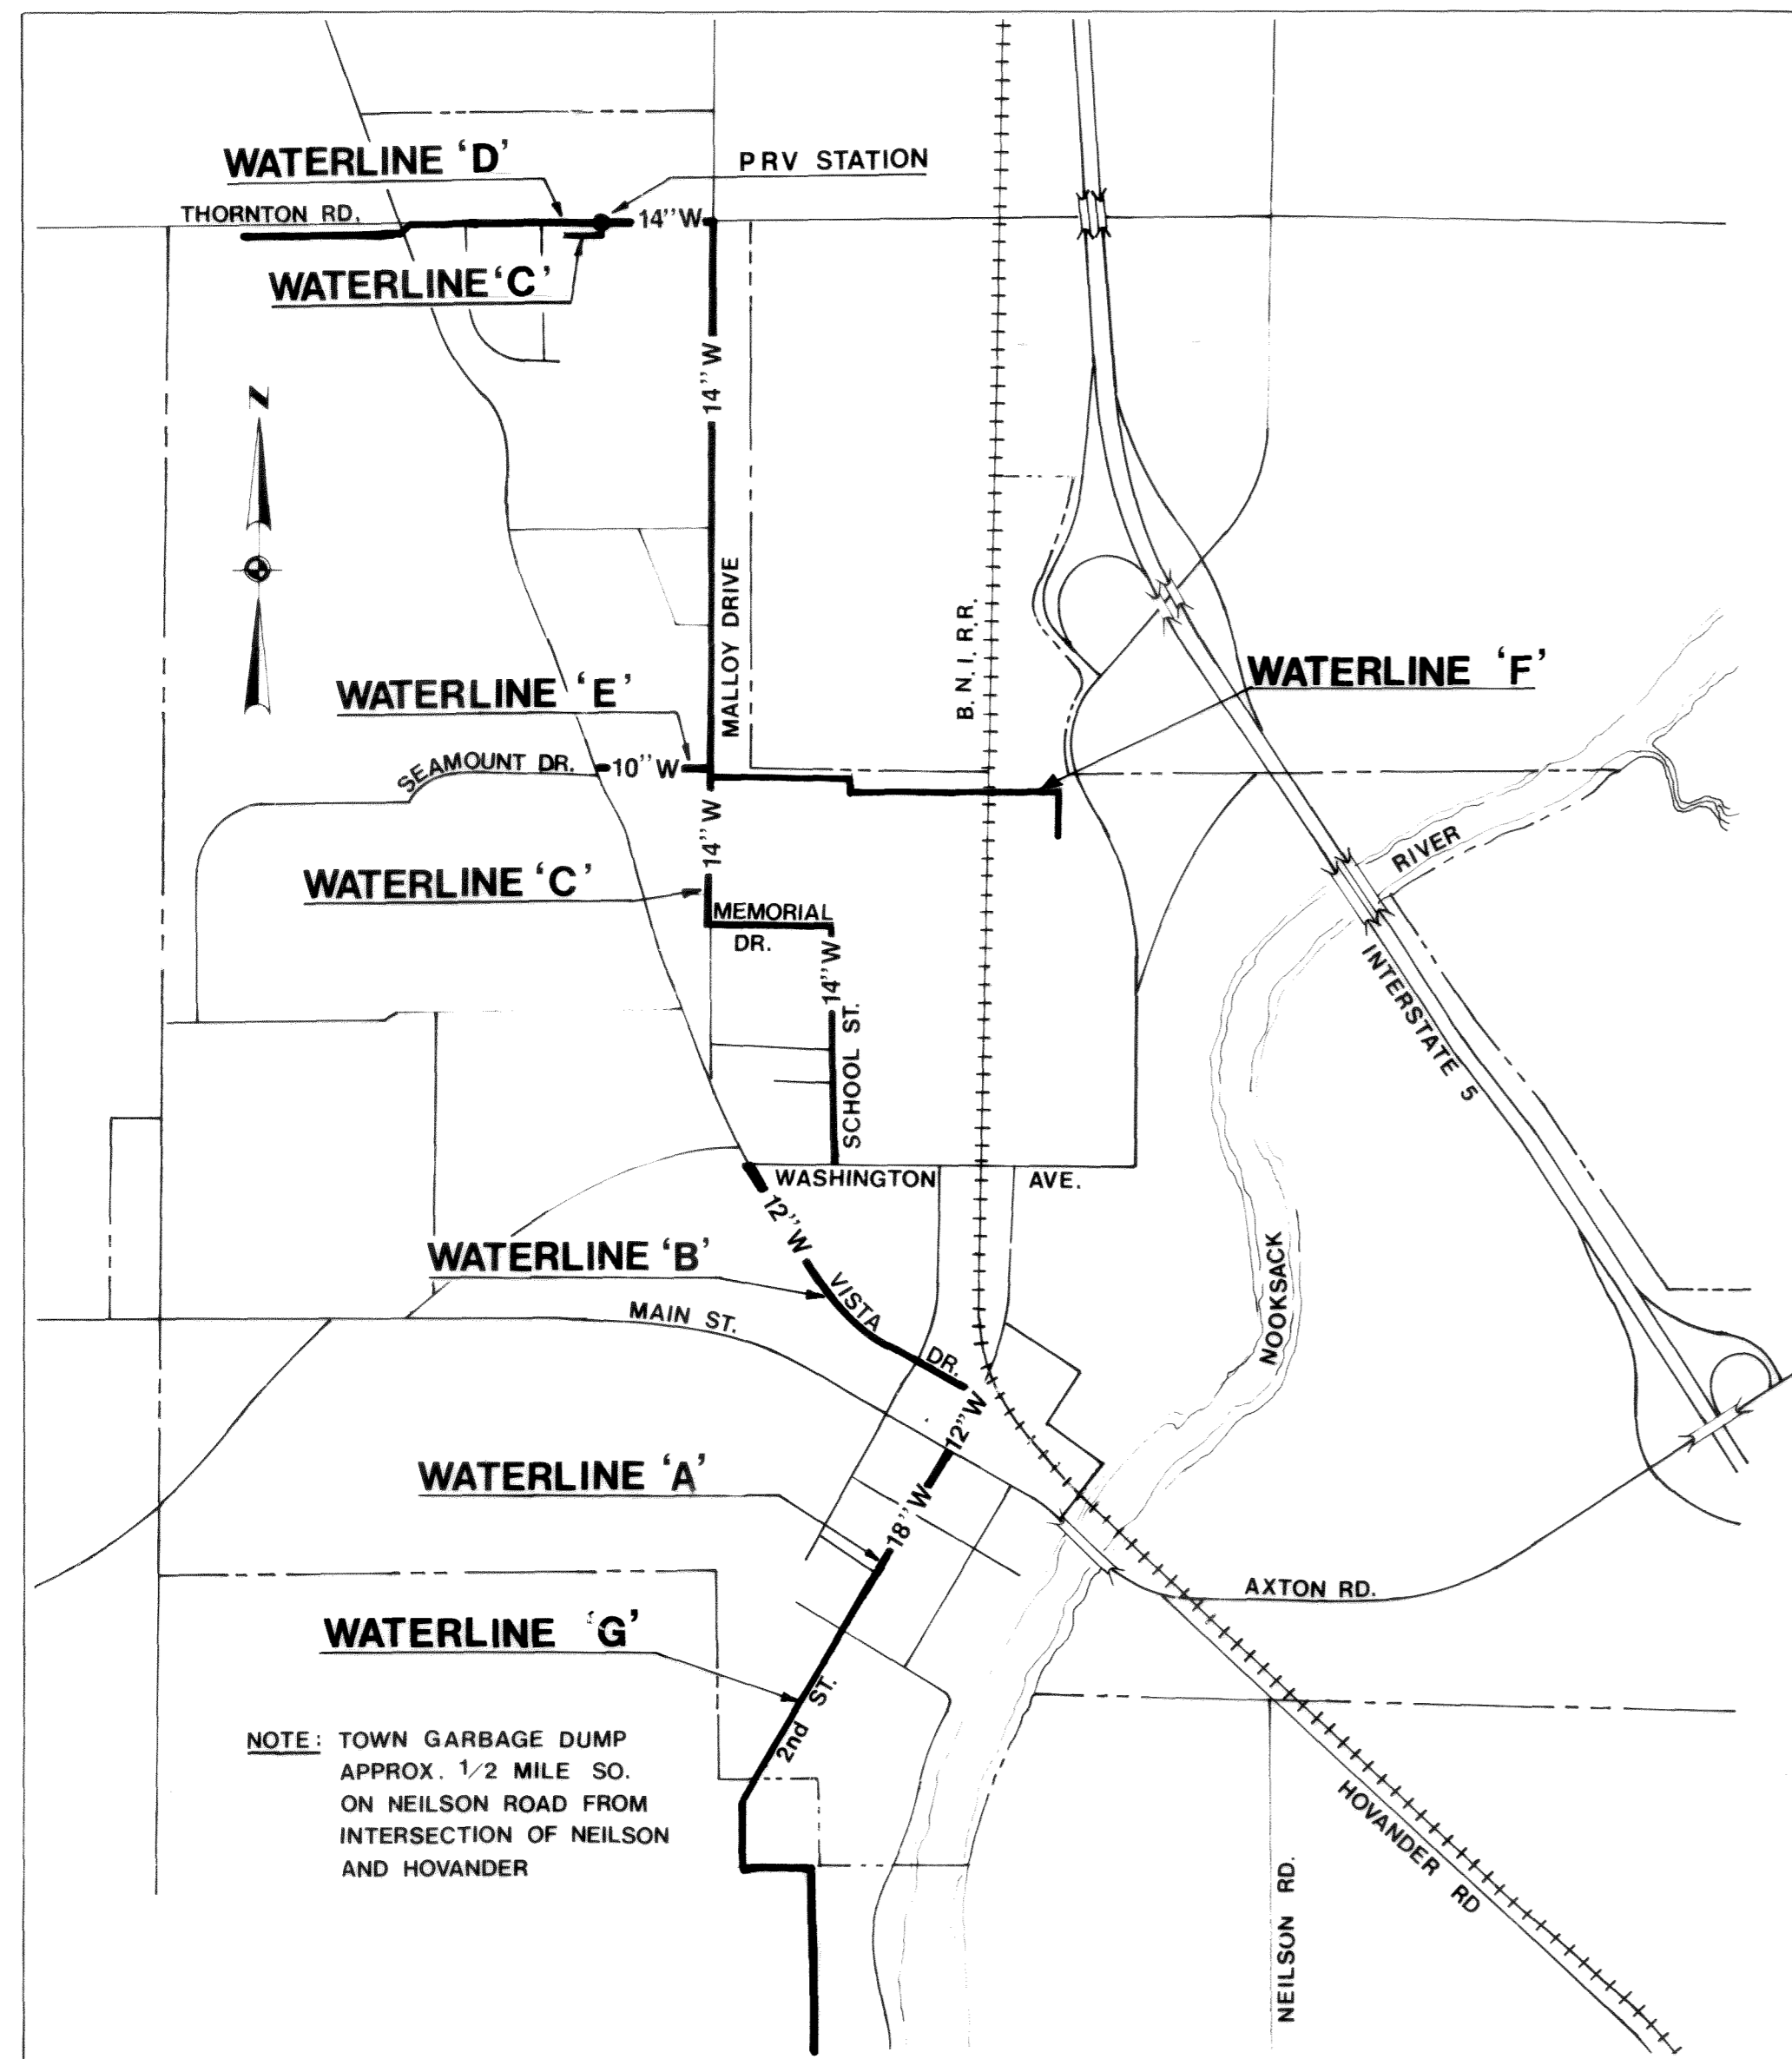 WATERLINE 'D'
PRV STATION
THORNTON RD.
14" W
WATERLINE 'C'
14" W
N
MALLOY DRIVE
B. N. I. R.R.
WATERLINE 'F'
WATERLINE 'E'
SEAMOUNT DR.
10" W
14" W
RIVER
WATERLINE 'C'
MEMORIAL
DR.
14" W
INTERSTATE 5
SCHOOL ST.
WASHINGTON AVE.
12" W
WATERLINE 'B'
VISTA DR.
MAIN ST.
NOOKSACK
12" W
WATERLINE 'A'
18" W
AXTON RD.
WATERLINE 'G'
2nd ST.
NOTE: TOWN GARBAGE DUMP
APPROX. 1/2 MILE SO.
ON NEILSON ROAD FROM
INTERSECTION OF NEILSON
AND HOVANDER
HOVANDER RD
NEILSON RD.